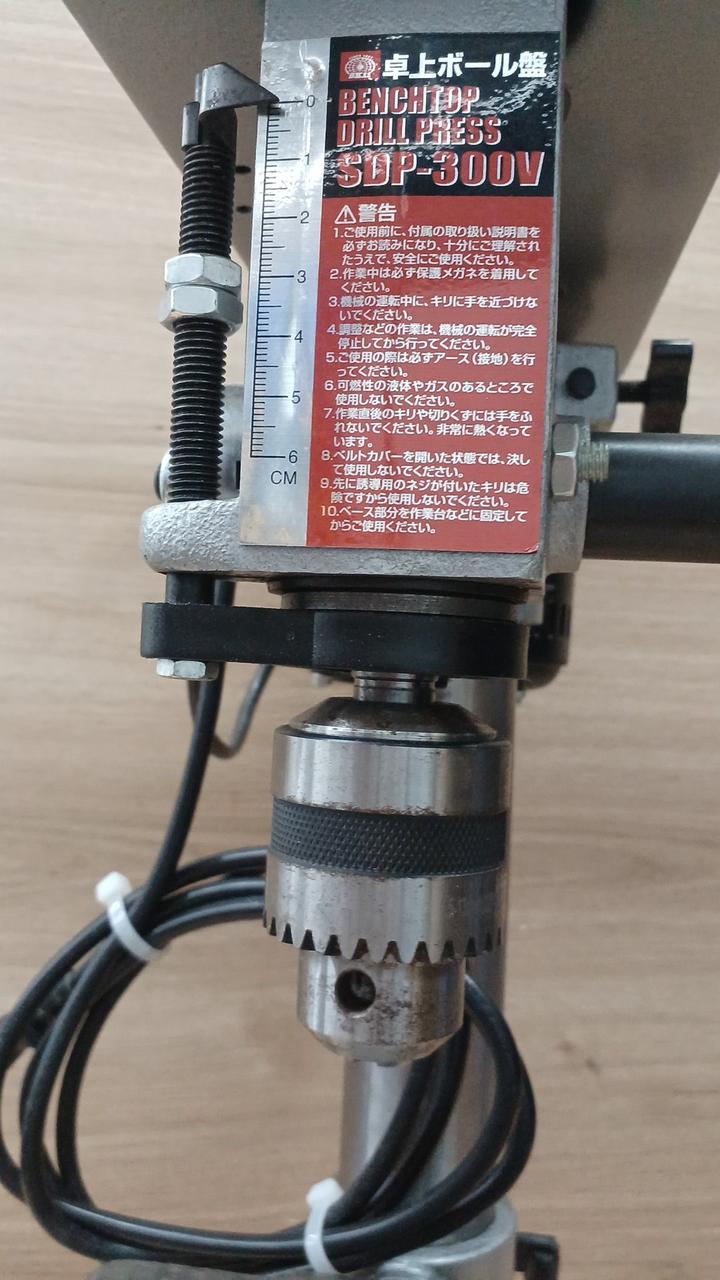 卓上ボール盤
BENCHTOP
DRILL PRESS
SDP-300V
警告
1.ご使用前に、付属の取り扱い説明書を
必ずお読みになり、十分にご理解され
たうえで、安全にご使用ください。
2.作業中は必ず保護メガネを着用して
ください。
3.機械の運転中に、キリに手を近づけな
いでください。
4.調整などの作業は、機械の運転が完全
停止してから行ってください。
5.ご使用の際は必ずアース(接地)を行
ってください。
6.可燃性の液体やガスのあるところで
使用しないでください。
7.作業直後のキリや切りくずには手をふ
れないでください。非常に熱くなって
います。
8.ベルトカバーを開いた状態では、決し
て使用しないでください。
9.先に誘導用のネジが付いたキリは危
険ですから使用しないでください。
10.ベース部分を作業台などに固定して
からご使用ください。
0
1
2
3
4
5
6
CM